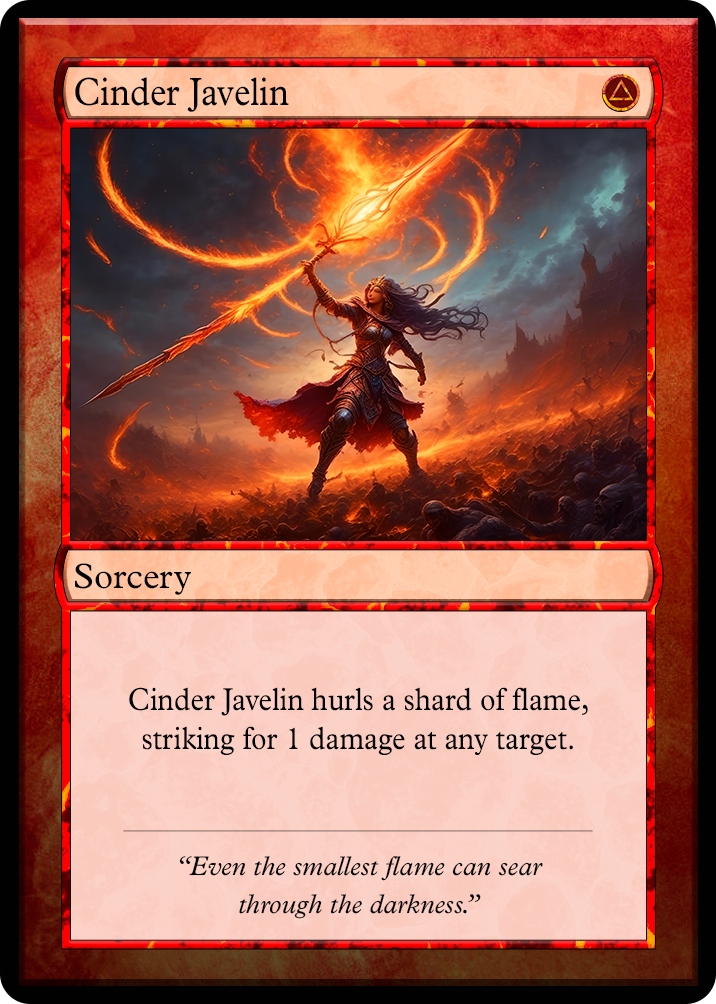 Cinder Javelin
Sorcery
Cinder Javelin hurls a shard of flame,
striking for 1 damage at any target.
“Even the smallest flame can sear
through the darkness.”